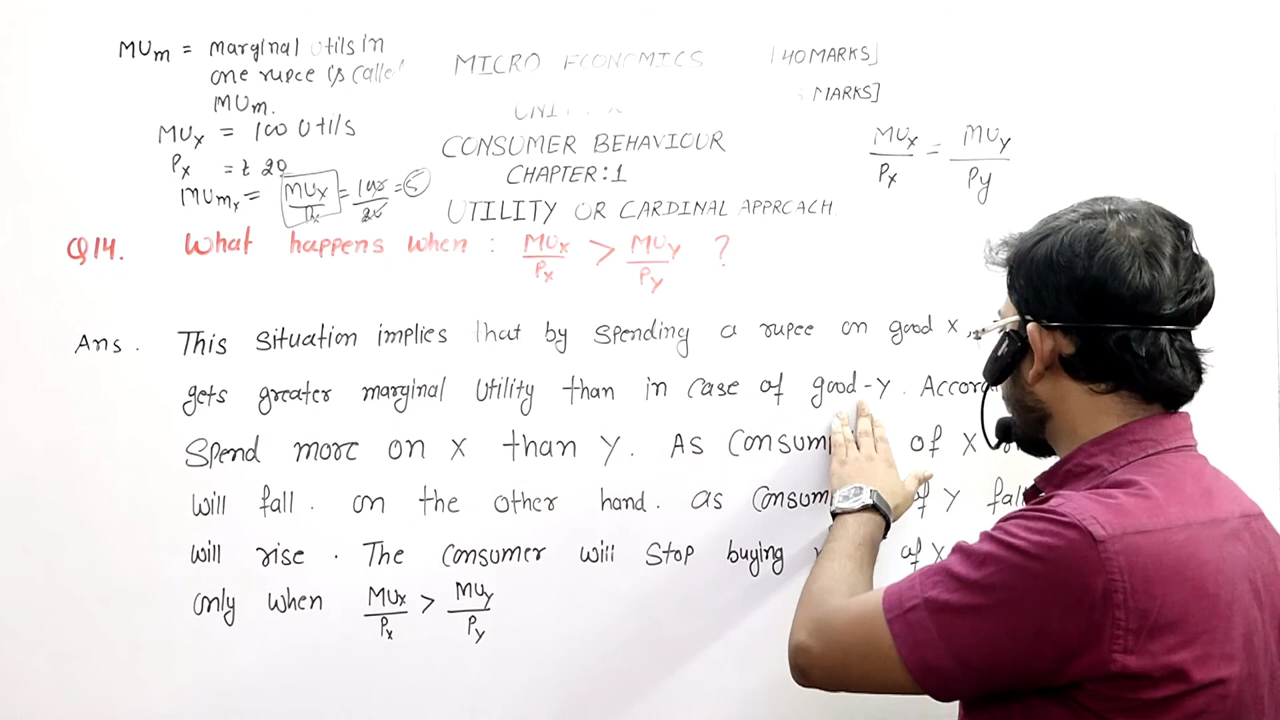 MUm = marginal utils in
one rupee is called
MUm.
MUx = 100 Utils
Px = ₹ 20
MUmx = MUx/Px = 100/20 = 5
MICRO ECONOMICS [40 MARKS]
MARKS]
CONSUMER BEHAVIOUR
CHAPTER:1
UTILITY OR CARDINAL APPROACH
MUx/Px = MUy/Py
Q14. What happens when : MUx/Px > MUy/Py ?
Ans. This situation implies that by spending a rupee on good x,
gets greater marginal utility than in case of good-y.
Spend more on x than y. As of x
will fall. on the other hand. as of y
will rise. The consumer will stop buying of x
only when MUx/Px > MUy/Py